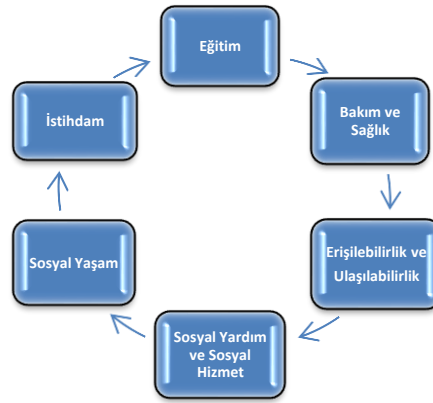 Eğitim
Bakım ve
Sağlık
Erişilebilirlik ve
Ulaşılabilirlik
Sosyal Yardım
ve Sosyal
Hizmet
Sosyal Yaşam
İstihdam